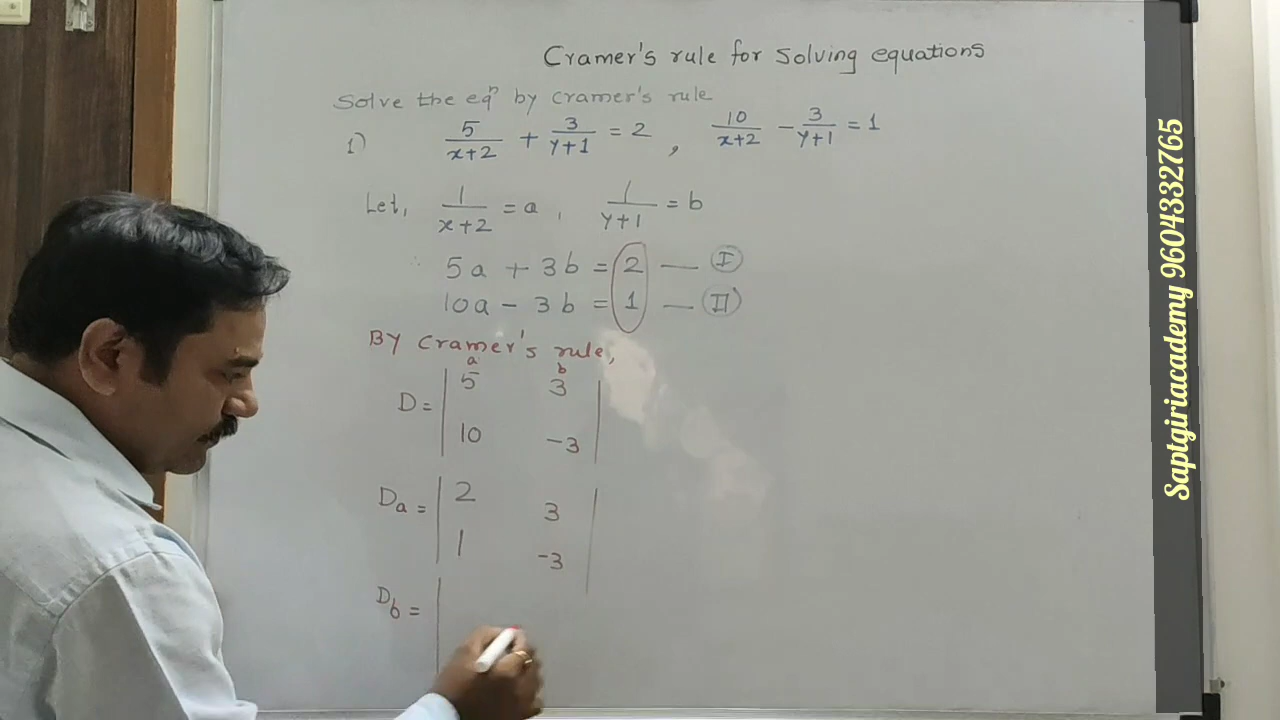 Cramer's rule for solving equations
Solve the eqⁿ by cramer's rule
1) 5/(x+2) + 3/(y+1) = 2 , 10/(x+2) - 3/(y+1) = 1
Let, 1/(x+2) = a , 1/(y+1) = b
∴ 5a + 3b = 2 — I
10a - 3b = 1 — II
By Cramer's rule,
a b
D = | 5 3 |
10 -3
Da = | 2 3 |
1 -3
Db = |
Saptgiriacademy 9604332765